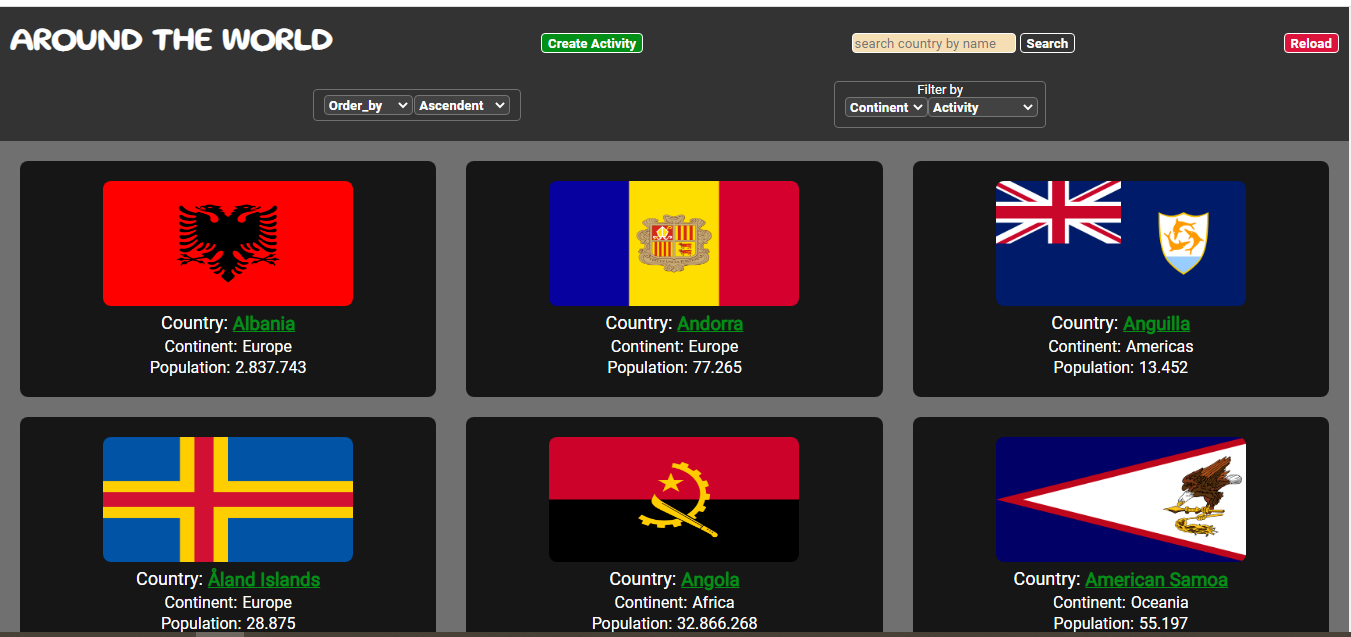 AROUND THE WORLD
Create Activity
search country by name Search
Reload
Order_by Ascendent
Filter by
Continent Activity
Country: Albania
Continent: Europe
Population: 2.837.743
Country: Andorra
Continent: Europe
Population: 77.265
Country: Anguilla
Continent: Americas
Population: 13.452
Country: Åland Islands
Continent: Europe
Population: 28.875
Country: Angola
Continent: Africa
Population: 32.866.268
Country: American Samoa
Continent: Oceania
Population: 55.197